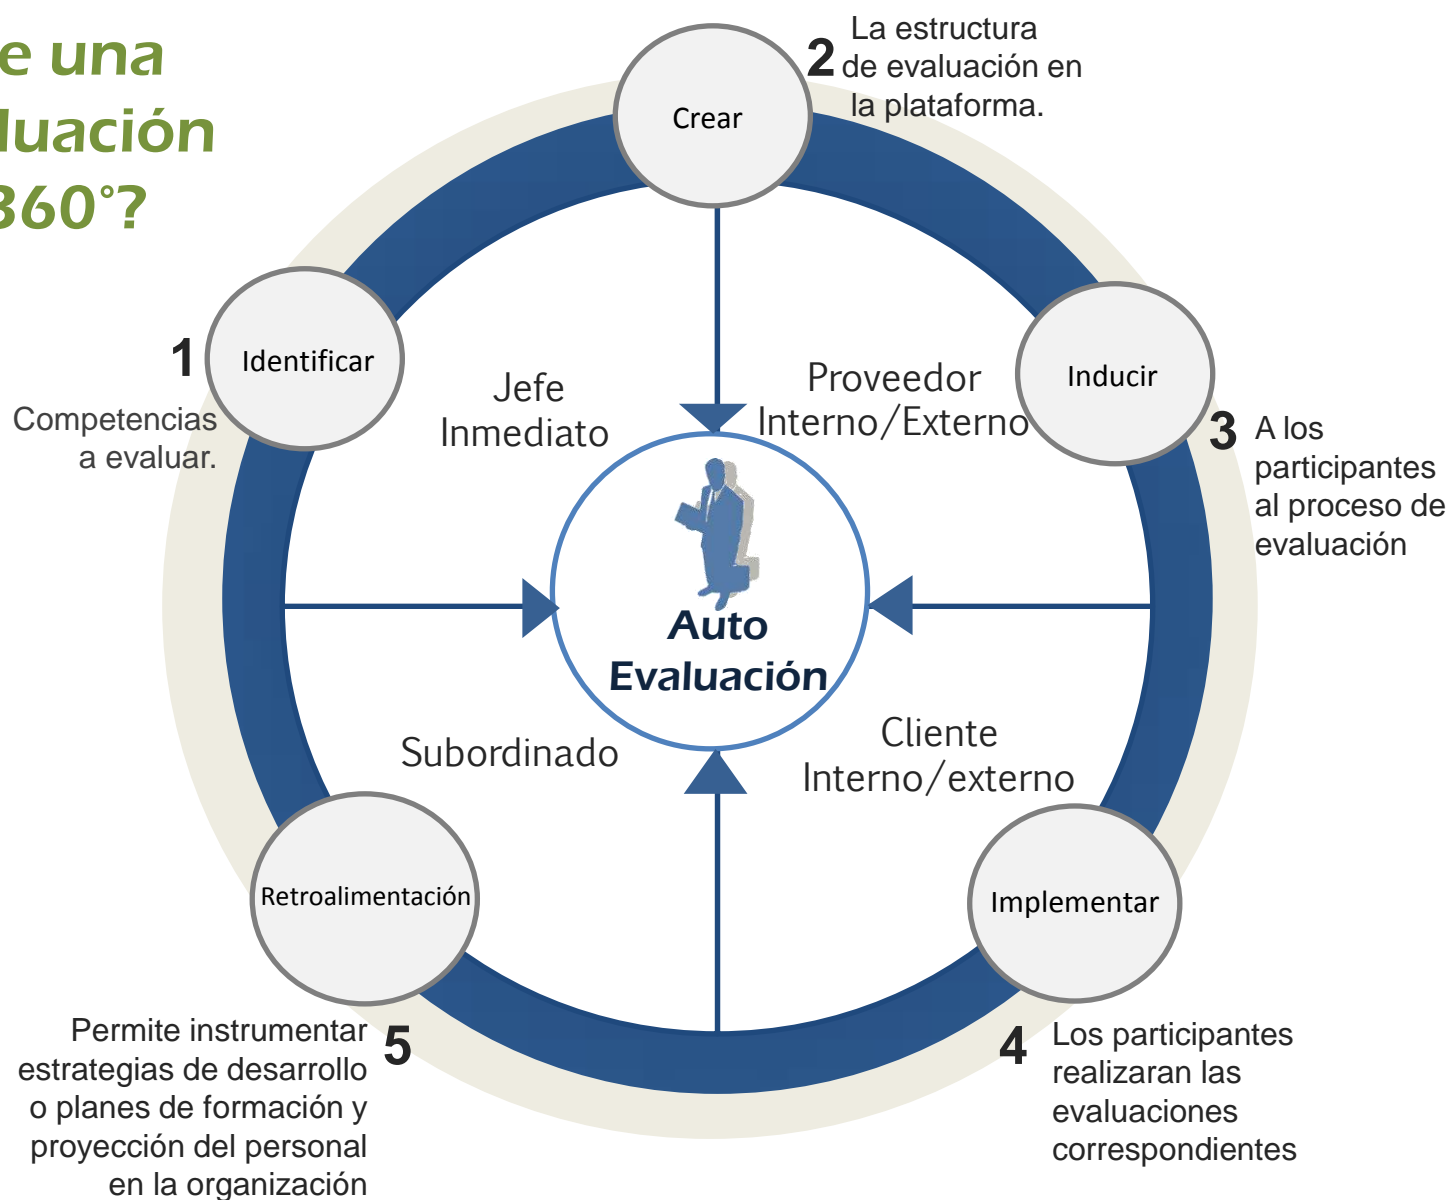 e una
luación
360°?
2
La estructura
de evaluación en
la plataforma.
Crear
1
Identificar
Competencias
a evaluar.
Jefe
Inmediato
Proveedor
Interno/Externo
Inducir
3
A los
participantes
al proceso de
evaluación
Auto
Evaluación
Subordinado
Cliente
Interno/externo
Retroalimentación
Implementar
5
Permite instrumentar
estrategias de desarrollo
o planes de formación y
proyección del personal
en la organización
4
Los participantes
realizaran las
evaluaciones
correspondientes